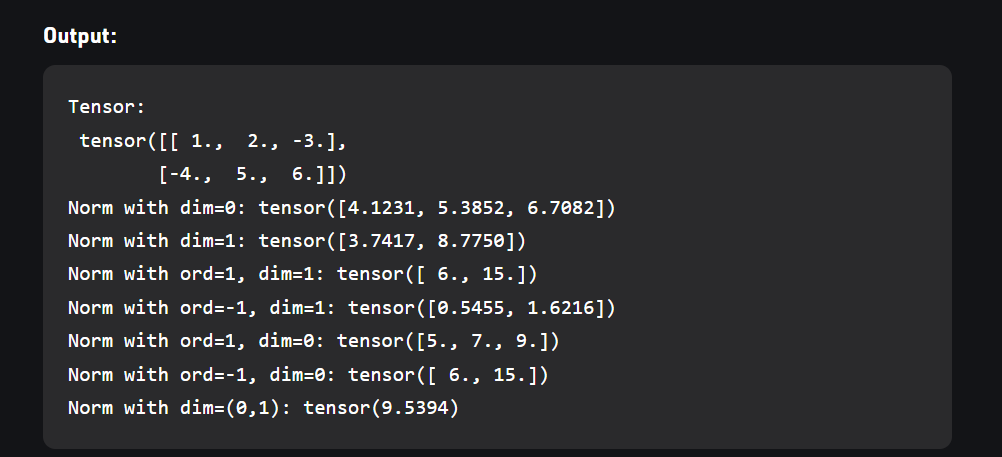 Output:
Tensor:
 tensor([[ 1.,  2., -3.],
        [-4.,  5.,  6.]])
Norm with dim=0: tensor([4.1231, 5.3852, 6.7082])
Norm with dim=1: tensor([3.7417, 8.7750])
Norm with ord=1, dim=1: tensor([ 6., 15.])
Norm with ord=-1, dim=1: tensor([0.5455, 1.6216])
Norm with ord=1, dim=0: tensor([5., 7., 9.])
Norm with ord=-1, dim=0: tensor([ 6., 15.])
Norm with dim=(0,1): tensor(9.5394)